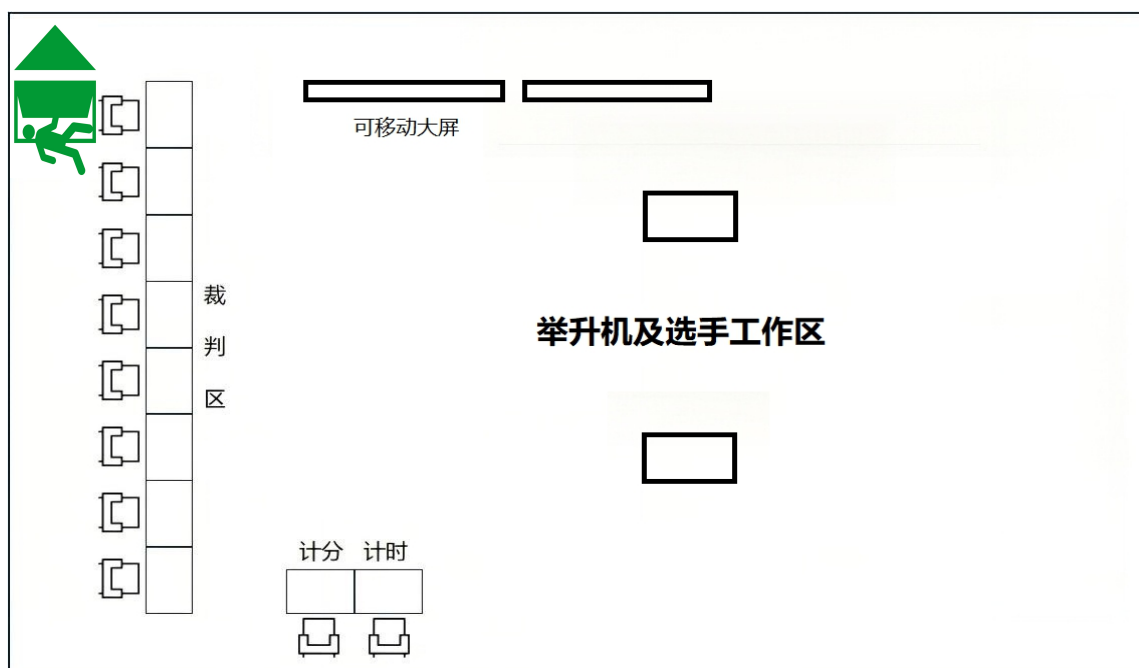 可移动大屏
裁
判
区
举升机及选手工作区
计分
计时